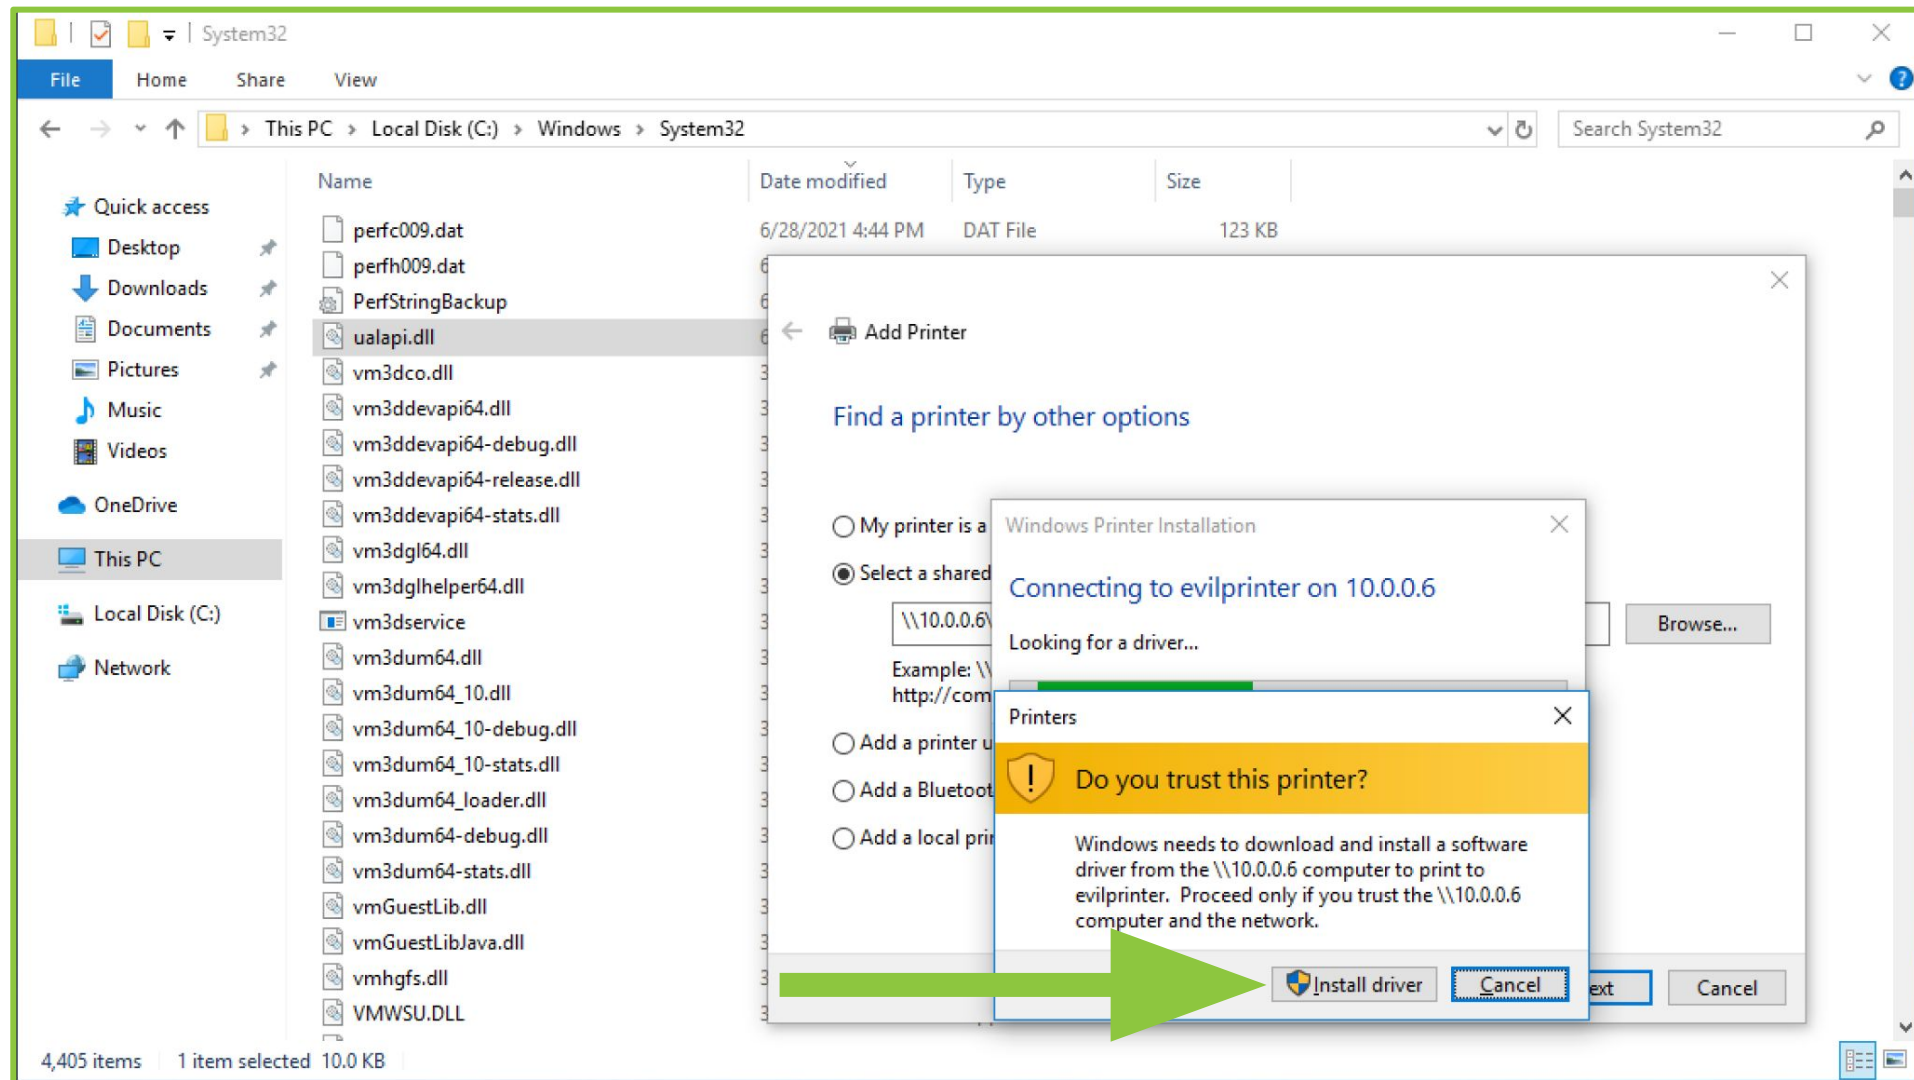 System32
File Home Share View
This PC > Local Disk (C:) > Windows > System32
Search System32
Name Date modified Type Size
Quick access
Desktop
Downloads
Documents
Pictures
Music
Videos
OneDrive
This PC
Local Disk (C:)
Network
perfc009.dat 6/28/2021 4:44 PM DAT File 123 KB
perfh009.dat
PerfStringBackup
ualapi.dll
vm3dco.dll
vm3ddevapi64.dll
vm3ddevapi64-debug.dll
vm3ddevapi64-release.dll
vm3ddevapi64-stats.dll
vm3dgl64.dll
vm3dglhelper64.dll
vm3dservice
vm3dum64.dll
vm3dum64_10.dll
vm3dum64_10-debug.dll
vm3dum64_10-stats.dll
vm3dum64_loader.dll
vm3dum64-debug.dll
vm3dum64-stats.dll
vmGuestLib.dll
vmGuestLibJava.dll
vmhgfs.dll
VMWSU.DLL
Add Printer
Find a printer by other options
My printer is a
Select a shared
\\10.0.0.6\
Browse...
Example: \\
http://com
Add a printer u
Add a Bluetoot
Add a local prin
ext
Cancel
Windows Printer Installation
Connecting to evilprinter on 10.0.0.6
Looking for a driver...
Printers
Do you trust this printer?
Windows needs to download and install a software
driver from the \\10.0.0.6 computer to print to
evilprinter. Proceed only if you trust the \\10.0.0.6
computer and the network.
Install driver
Cancel
4,405 items 1 item selected 10.0 KB